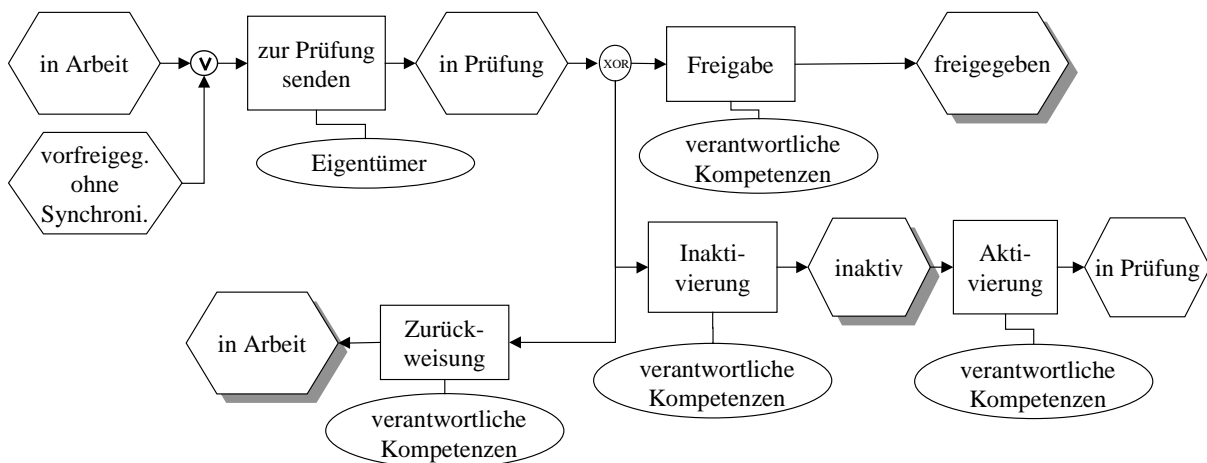 in Arbeit
V
zur Prüfung
senden
in Prüfung
XOR
Freigabe
freigegeben
vorfreigeg.
ohne
Synchroni.
Eigentümer
verantwortliche
Kompetenzen
Inakti-
vierung
inaktiv
Akti-
vierung
in Prüfung
in Arbeit
Zurück-
weisung
verantwortliche
Kompetenzen
verantwortliche
Kompetenzen
verantwortliche
Kompetenzen